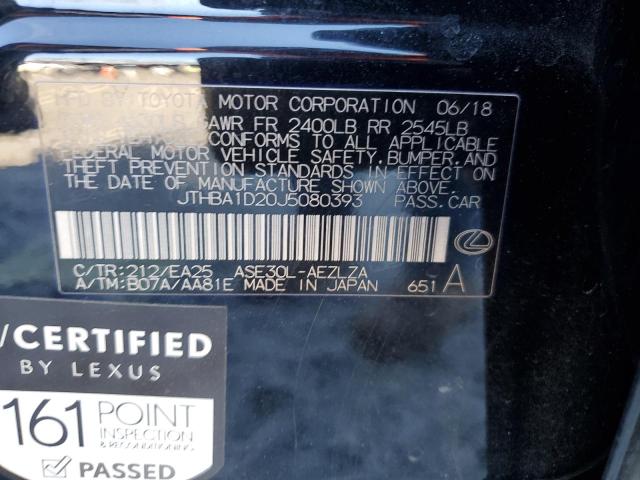 MFD BY:TOYOTA MOTOR CORPORATION 06/18
GAWR FR 2400LB RR 2545LB
CONFORMS TO ALL APPLICABLE
FEDERAL MOTOR VEHICLE SAFETY, BUMPER, AND
THEFT PREVENTION STANDARDS IN EFFECT ON
THE DATE OF MANUFACTURE SHOWN ABOVE.
JTHBA1D20J5080393 PASS.CAR
C/TR:212/EA25 ASE30L-AEZLZA
A/TM:B07A/AA81E MADE IN JAPAN 651 A
/CERTIFIED
BY LEXUS
161 POINT
INSPECTION
& RECONDITIONING
PASSED